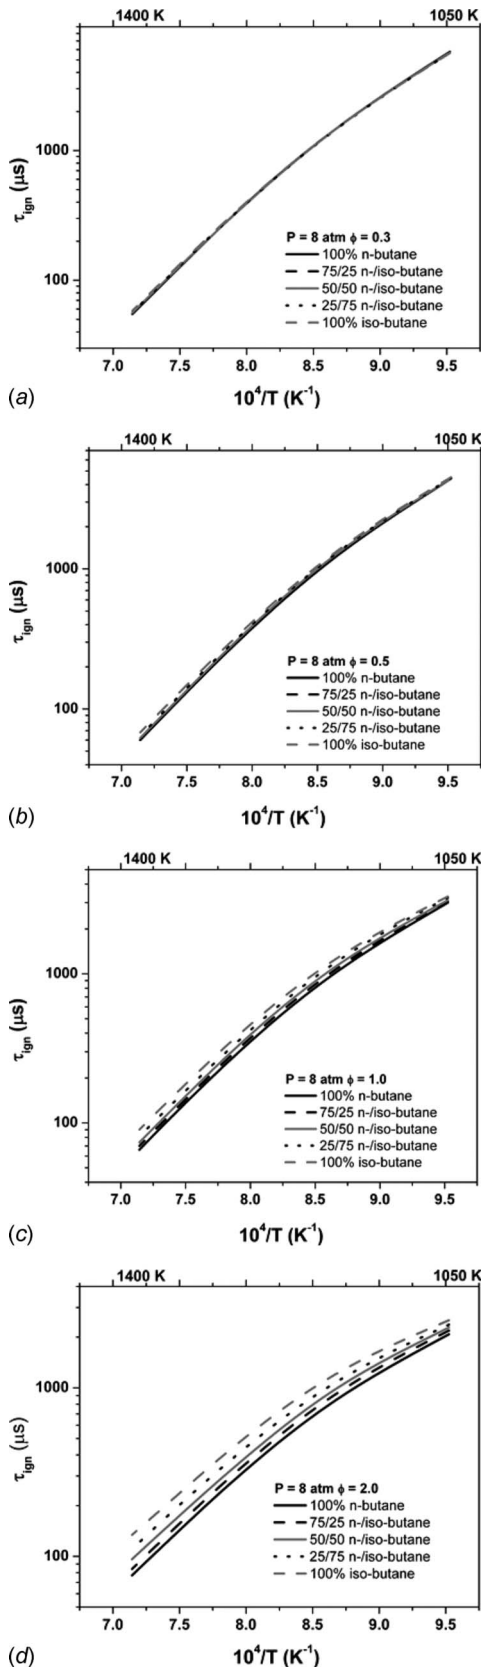 1400 K 1050 K
1000
100
τign (µs)
P = 8 atm ϕ = 0.3
100% n-butane
75/25 n-/iso-butane
50/50 n-/iso-butane
25/75 n-/iso-butane
100% iso-butane
7.0 7.5 8.0 8.5 9.0 9.5
(a) 10⁴/T (K⁻¹)
1400 K 1050 K
1000
100
τign (µs)
P = 8 atm ϕ = 0.5
100% n-butane
75/25 n-/iso-butane
50/50 n-/iso-butane
25/75 n-/iso-butane
100% iso-butane
7.0 7.5 8.0 8.5 9.0 9.5
(b) 10⁴/T (K⁻¹)
1400 K 1050 K
1000
100
τign (µs)
P = 8 atm ϕ = 1.0
100% n-butane
75/25 n-/iso-butane
50/50 n-/iso-butane
25/75 n-/iso-butane
100% iso-butane
7.0 7.5 8.0 8.5 9.0 9.5
(c) 10⁴/T (K⁻¹)
1400 K 1050 K
1000
100
τign (µs)
P = 8 atm ϕ = 2.0
100% n-butane
75/25 n-/iso-butane
50/50 n-/iso-butane
25/75 n-/iso-butane
100% iso-butane
7.0 7.5 8.0 8.5 9.0 9.5
(d) 10⁴/T (K⁻¹)